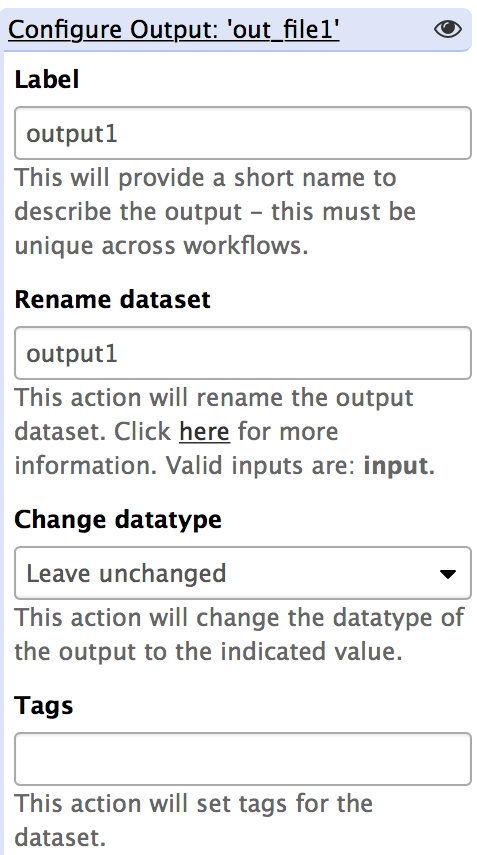 Configure Output: 'out_file1'
Label
output1
This will provide a short name to
describe the output – this must be
unique across workflows.
Rename dataset
output1
This action will rename the output
dataset. Click here for more
information. Valid inputs are: input.
Change datatype
Leave unchanged
This action will change the datatype of
the output to the indicated value.
Tags
This action will set tags for the
dataset.